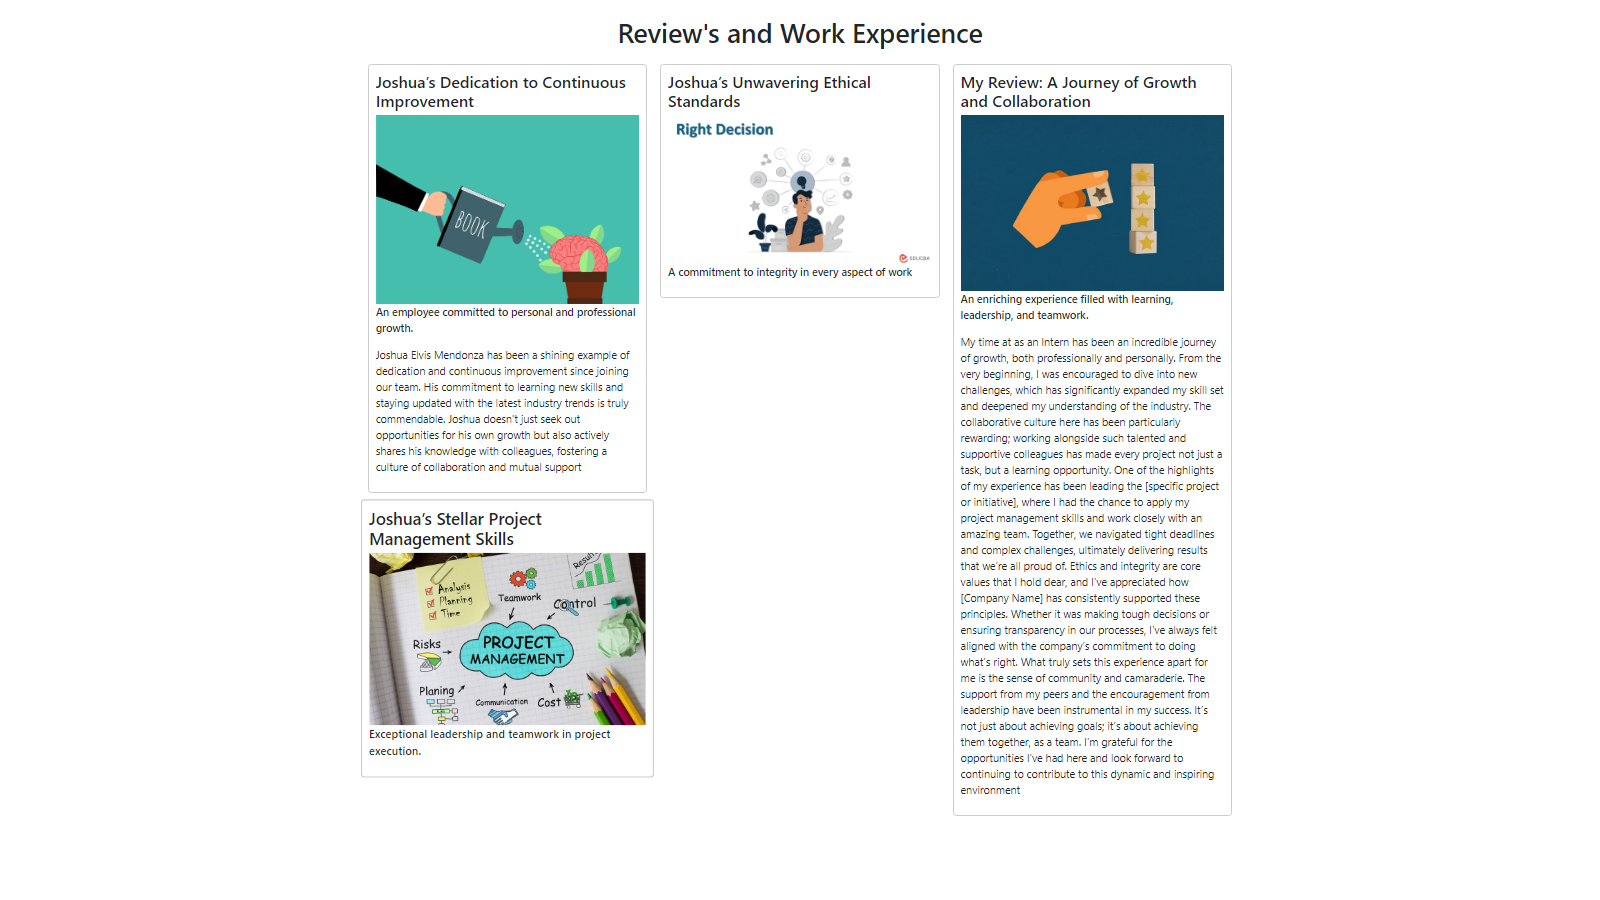 Review's and Work Experience
Joshua’s Dedication to Continuous
Improvement
BOOK
An employee committed to personal and professional
growth.
Joshua Elvis Mendonza has been a shining example of
dedication and continuous improvement since joining
our team. His commitment to learning new skills and
staying updated with the latest industry trends is truly
commendable. Joshua doesn’t just seek out
opportunities for his own growth but also actively
shares his knowledge with colleagues, fostering a
culture of collaboration and mutual support
Joshua’s Stellar Project
Management Skills
Analysis
Planning
Time
Teamwork
Result
Control
Risks
PROJECT
MANAGEMENT
Planing
Communication
Cost
Exceptional leadership and teamwork in project
execution.
Joshua’s Unwavering Ethical
Standards
Right Decision
EDUCBA
A commitment to integrity in every aspect of work
My Review: A Journey of Growth
and Collaboration
An enriching experience filled with learning,
leadership, and teamwork.
My time at as an Intern has been an incredible journey
of growth, both professionally and personally. From the
very beginning, I was encouraged to dive into new
challenges, which has significantly expanded my skill set
and deepened my understanding of the industry. The
collaborative culture here has been particularly
rewarding; working alongside such talented and
supportive colleagues has made every project not just a
task, but a learning opportunity. One of the highlights
of my experience has been leading the [specific project
or initiative], where I had the chance to apply my
project management skills and work closely with an
amazing team. Together, we navigated tight deadlines
and complex challenges, ultimately delivering results
that we’re all proud of. Ethics and integrity are core
values that I hold dear, and I’ve appreciated how
[Company Name] has consistently supported these
principles. Whether it was making tough decisions or
ensuring transparency in our processes, I’ve always felt
aligned with the company’s commitment to doing
what’s right. What truly sets this experience apart for
me is the sense of community and camaraderie. The
support from my peers and the encouragement from
leadership have been instrumental in my success. It’s
not just about achieving goals; it’s about achieving
them together, as a team. I’m grateful for the
opportunities I’ve had here and look forward to
continuing to contribute to this dynamic and inspiring
environment